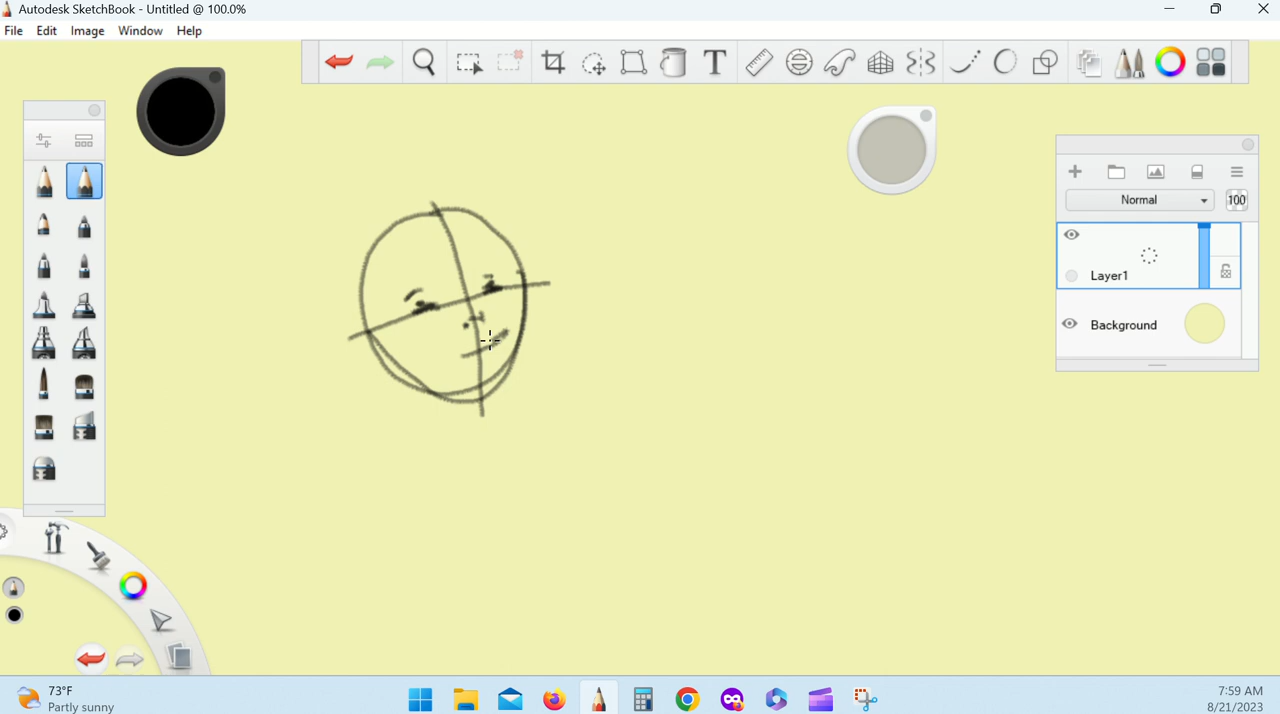 Autodesk SketchBook - Untitled @ 100.0%
File Edit Image Window Help
T
Normal 100
Layer1
Background
73°F
Partly sunny
7:59 AM
8/21/2023